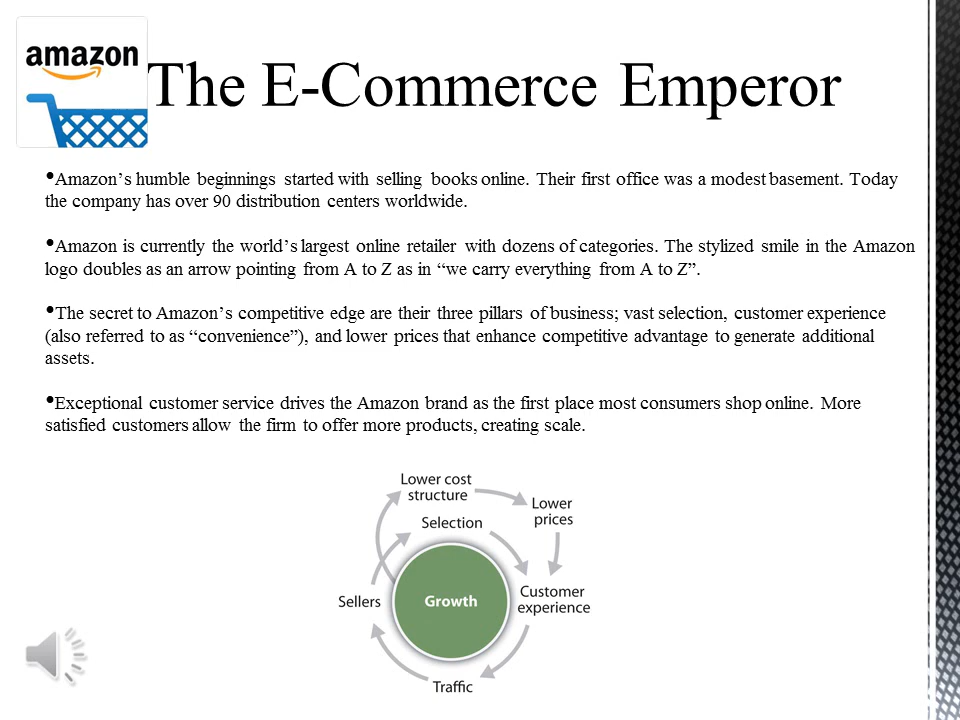 amazon
The E-Commerce Emperor
•Amazon’s humble beginnings started with selling books online. Their first office was a modest basement. Today
the company has over 90 distribution centers worldwide.
•Amazon is currently the world’s largest online retailer with dozens of categories. The stylized smile in the Amazon
logo doubles as an arrow pointing from A to Z as in “we carry everything from A to Z”.
•The secret to Amazon’s competitive edge are their three pillars of business; vast selection, customer experience
(also referred to as “convenience”), and lower prices that enhance competitive advantage to generate additional
assets.
•Exceptional customer service drives the Amazon brand as the first place most consumers shop online. More
satisfied customers allow the firm to offer more products, creating scale.
Lower cost
structure
Lower
prices
Selection
Customer
experience
Sellers
Growth
Traffic